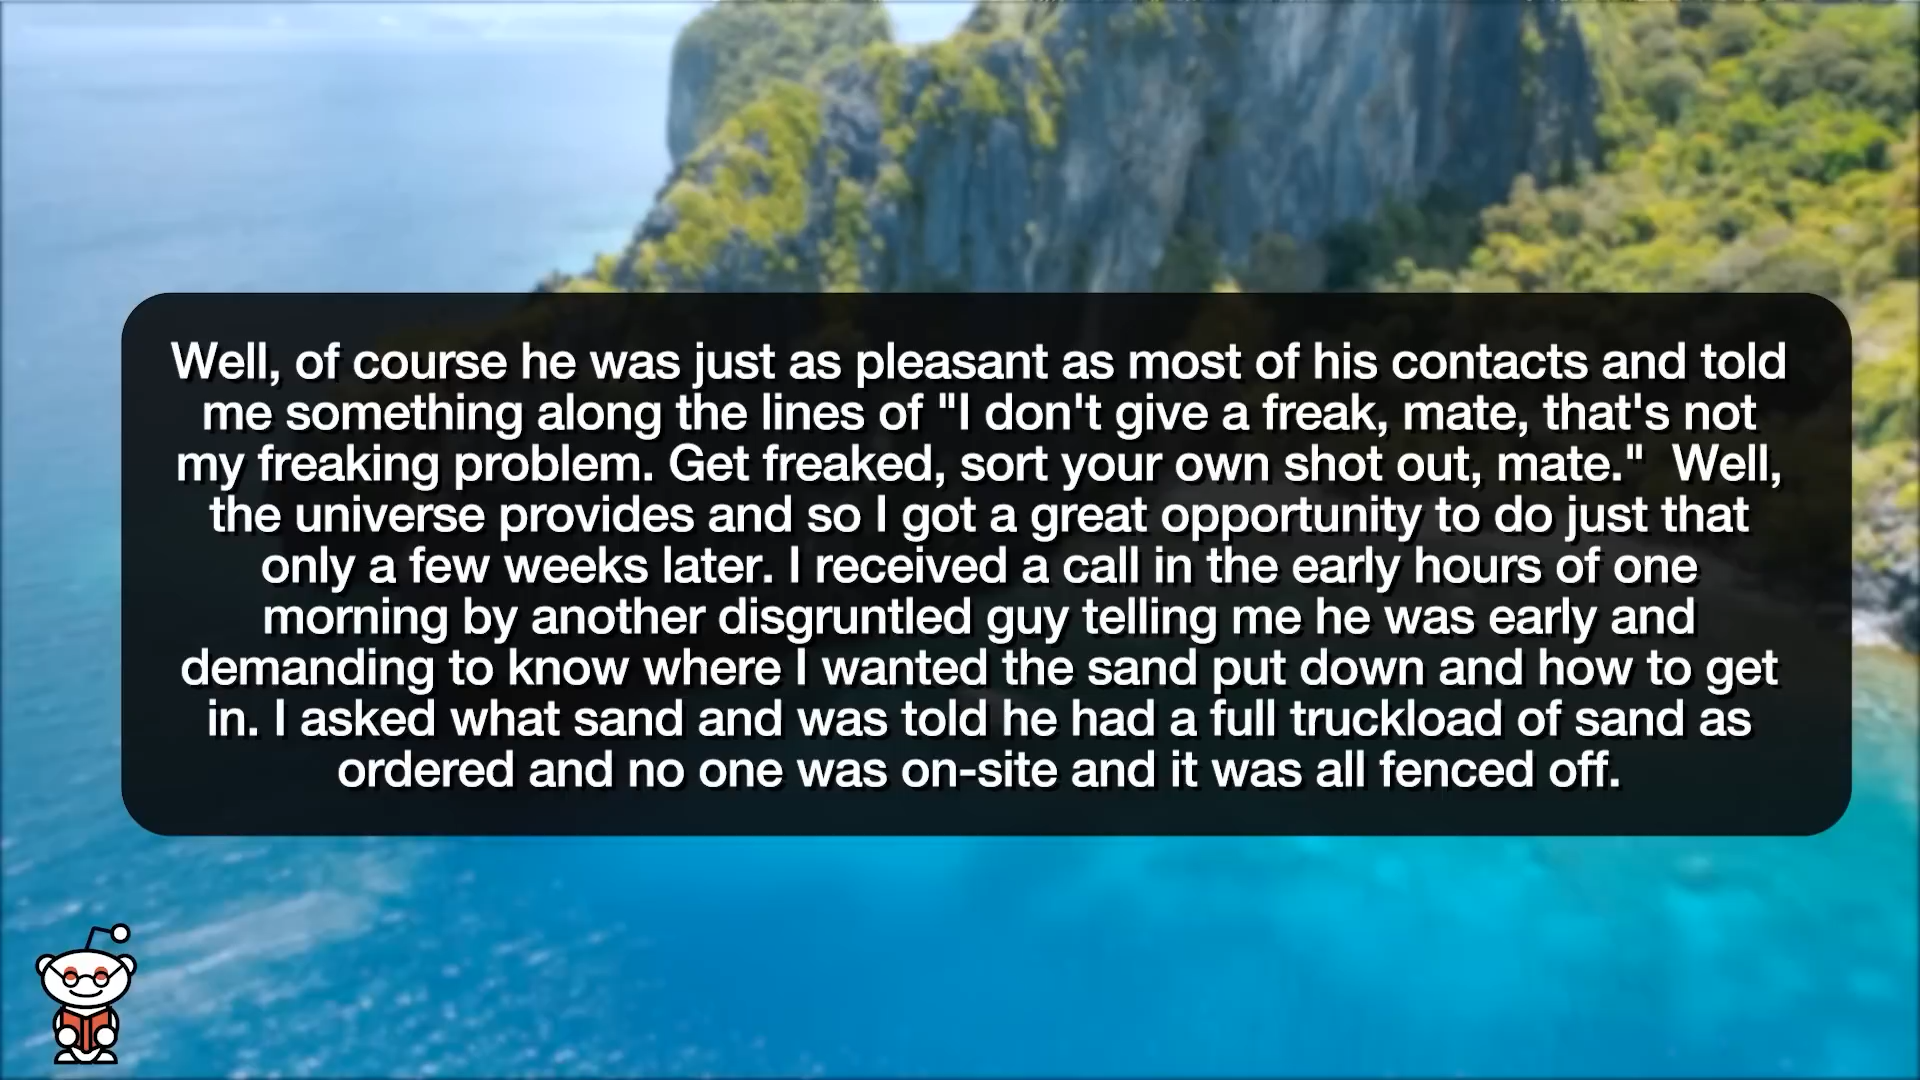 Well, of course he was just as pleasant as most of his contacts and told
me something along the lines of "I don't give a freak, mate, that's not
my freaking problem. Get freaked, sort your own shot out, mate."  Well,
the universe provides and so I got a great opportunity to do just that
only a few weeks later. I received a call in the early hours of one
morning by another disgruntled guy telling me he was early and
demanding to know where I wanted the sand put down and how to get
in. I asked what sand and was told he had a full truckload of sand as
ordered and no one was on-site and it was all fenced off.